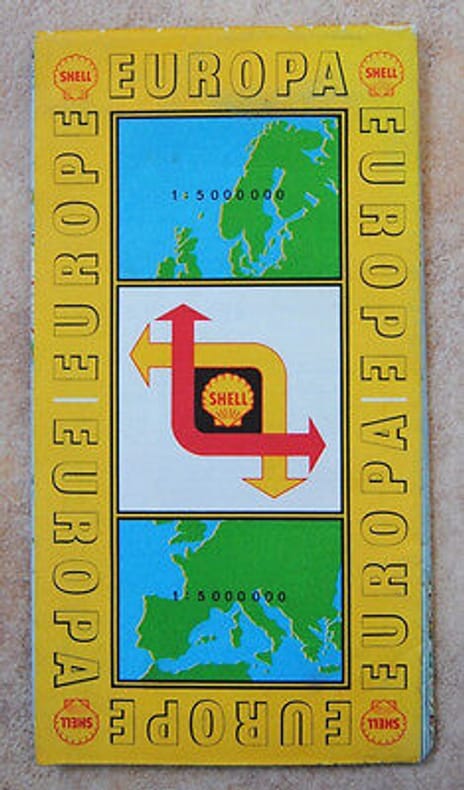 SHELL EUROPA SHELL
EUROPE | EUROPA
EUROPE | EUROPA
1:5000000
SHELL
1:5000000
SHELL EUROPE SHELL